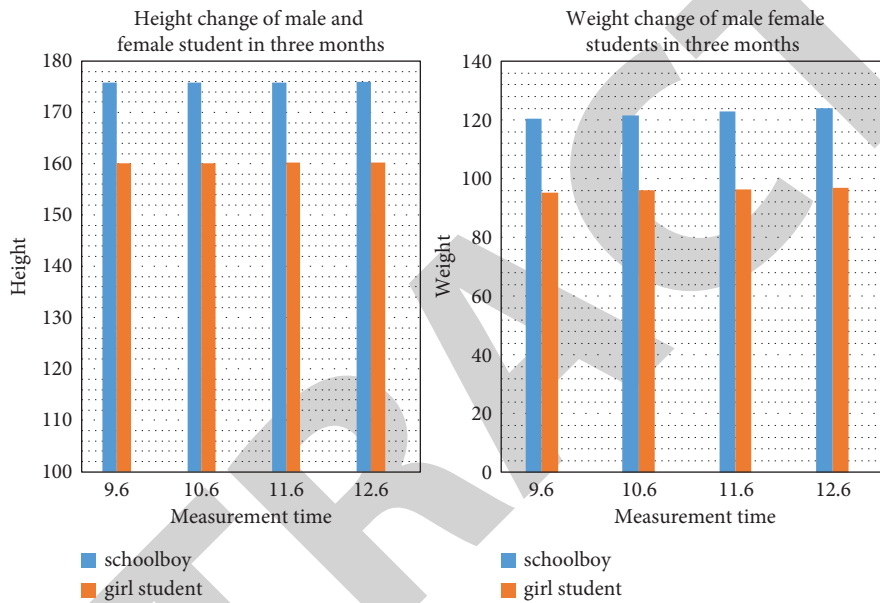 Height change of male and
female student in three months
180
170
160
150
140
130
120
110
100
Height
9.6 10.6 11.6 12.6
Measurement time
schoolboy
girl student
Weight change of male female
students in three months
140
120
100
80
60
40
20
0
Weight
9.6 10.6 11.6 12.6
Measurement time
schoolboy
girl student
TRACT